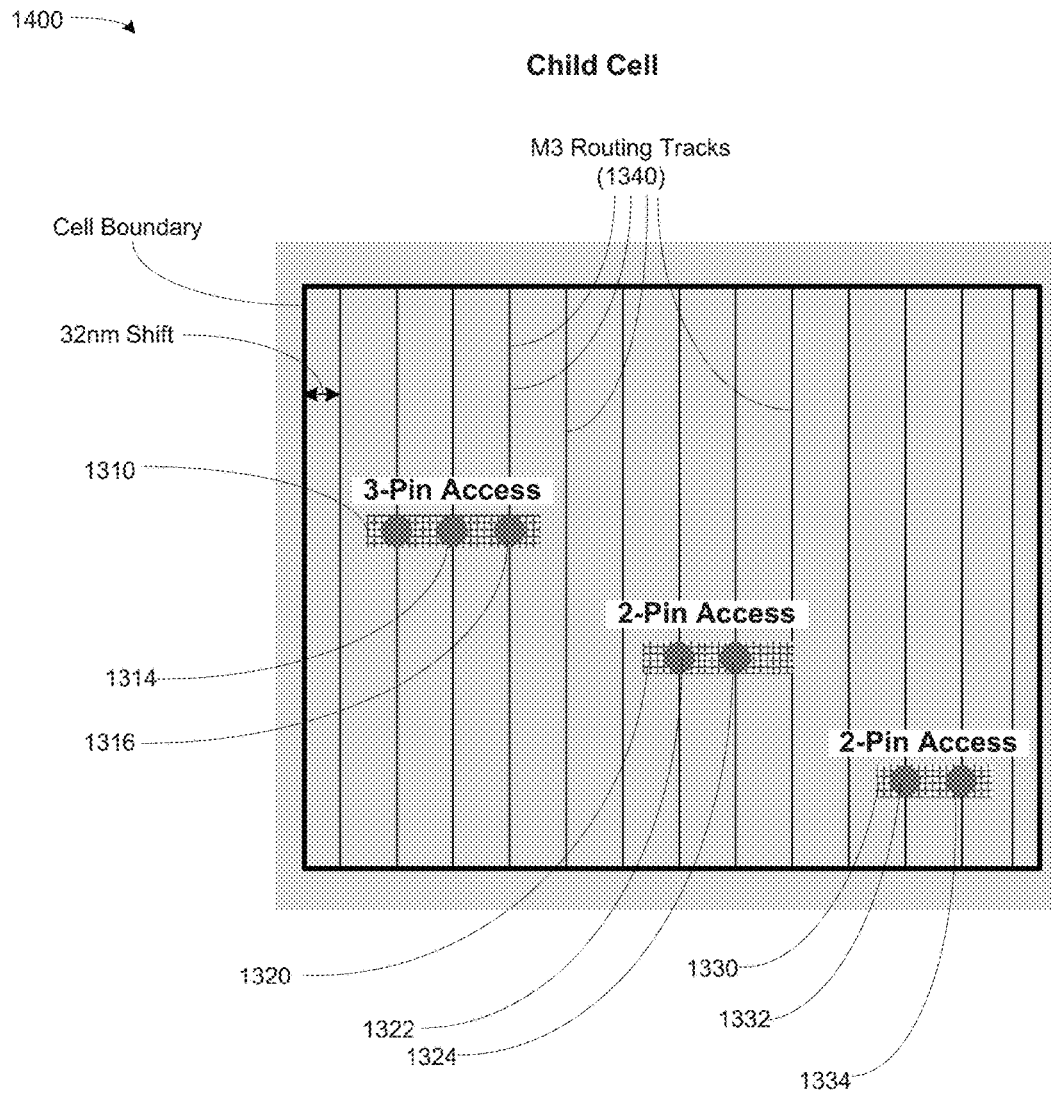 1400
Child Cell
M3 Routing Tracks
(1340)
Cell Boundary
32nm Shift
1310
3-Pin Access
2-Pin Access
1314
1316
2-Pin Access
1320
1330
1322
1332
1324
1334